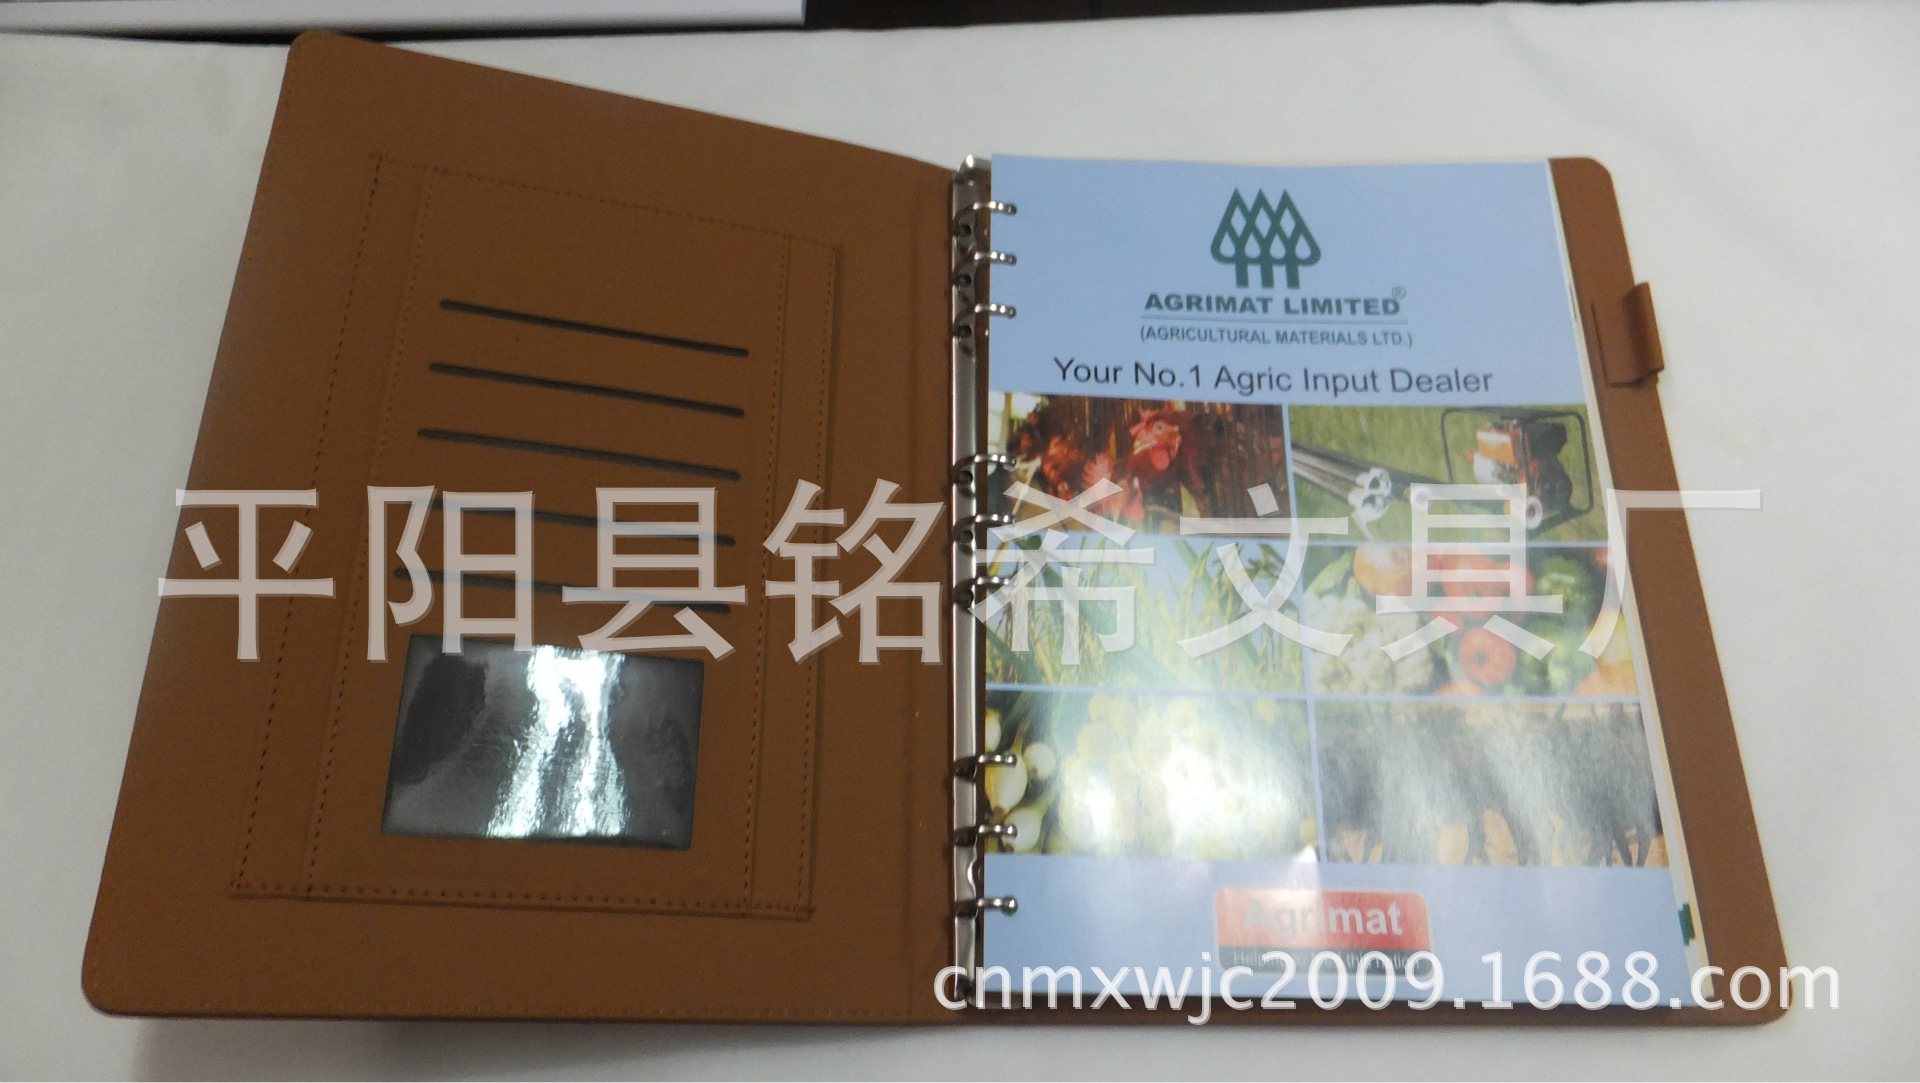 AGRIMAT LIMITED®
(AGRICULTURAL MATERIALS LTD.)
Your No.1 Agric Input Dealer
平阳县铭希文具厂
Agrimat
cnmxwjc2009.1688.com